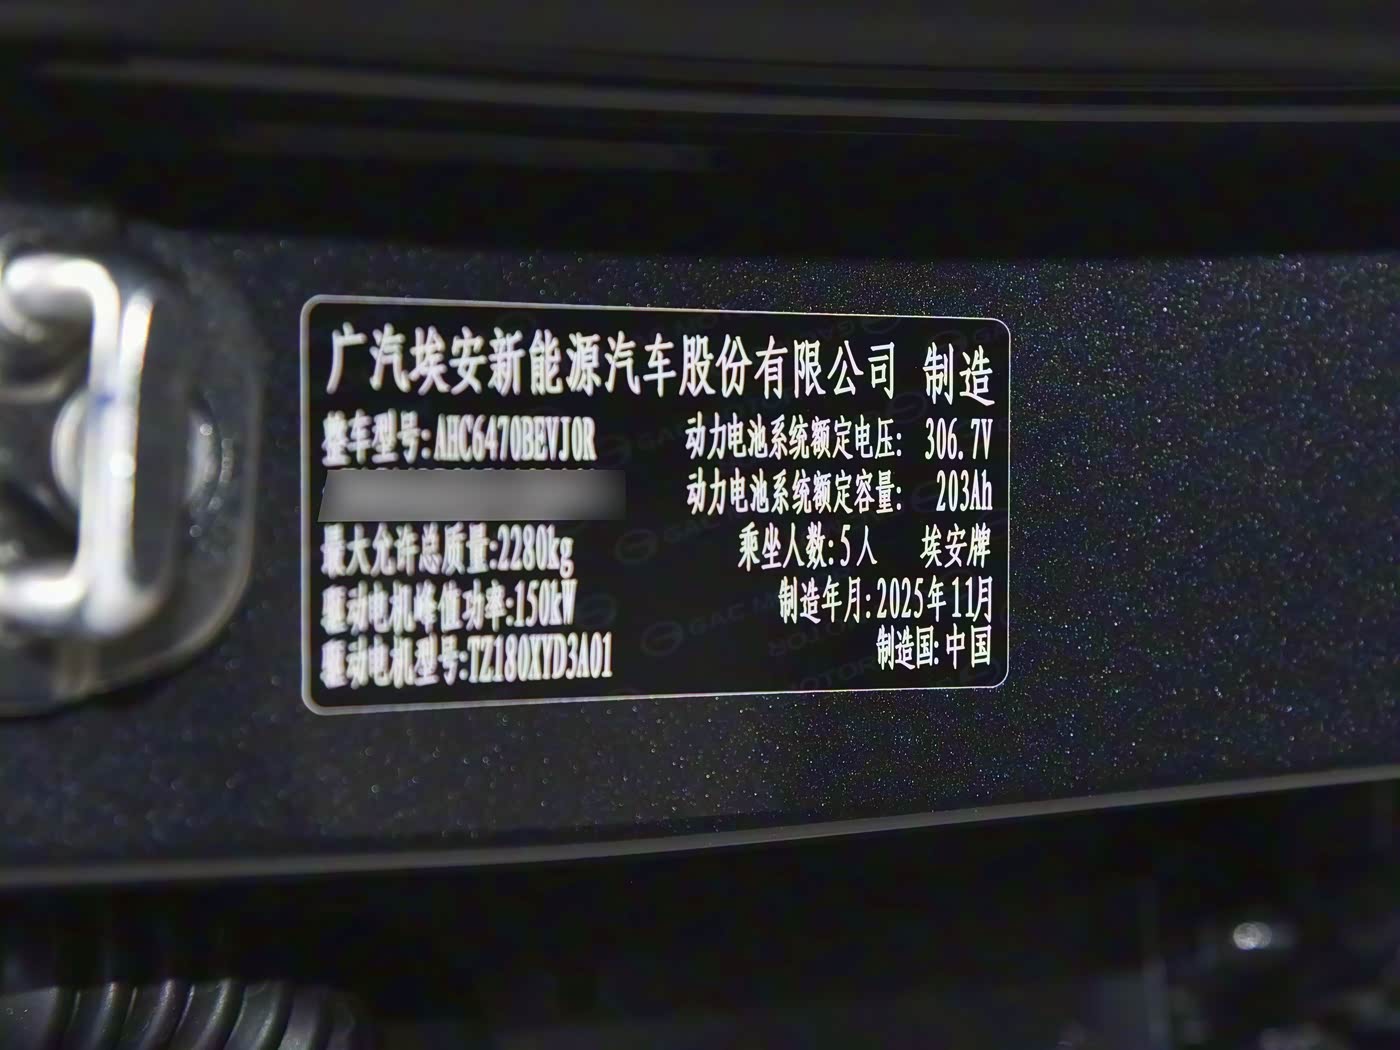 广汽埃安新能源汽车股份有限公司 制造
整车型号:AHC6470BEVJ0R
动力电池系统额定电压: 306.7V
动力电池系统额定容量: 203Ah
最大允许总质量:2280kg
乘坐人数:5人 埃安牌
驱动电机峰值功率:150kW
制造年月:2025年11月
驱动电机型号:TZ180XYD3A01
制造国:中国